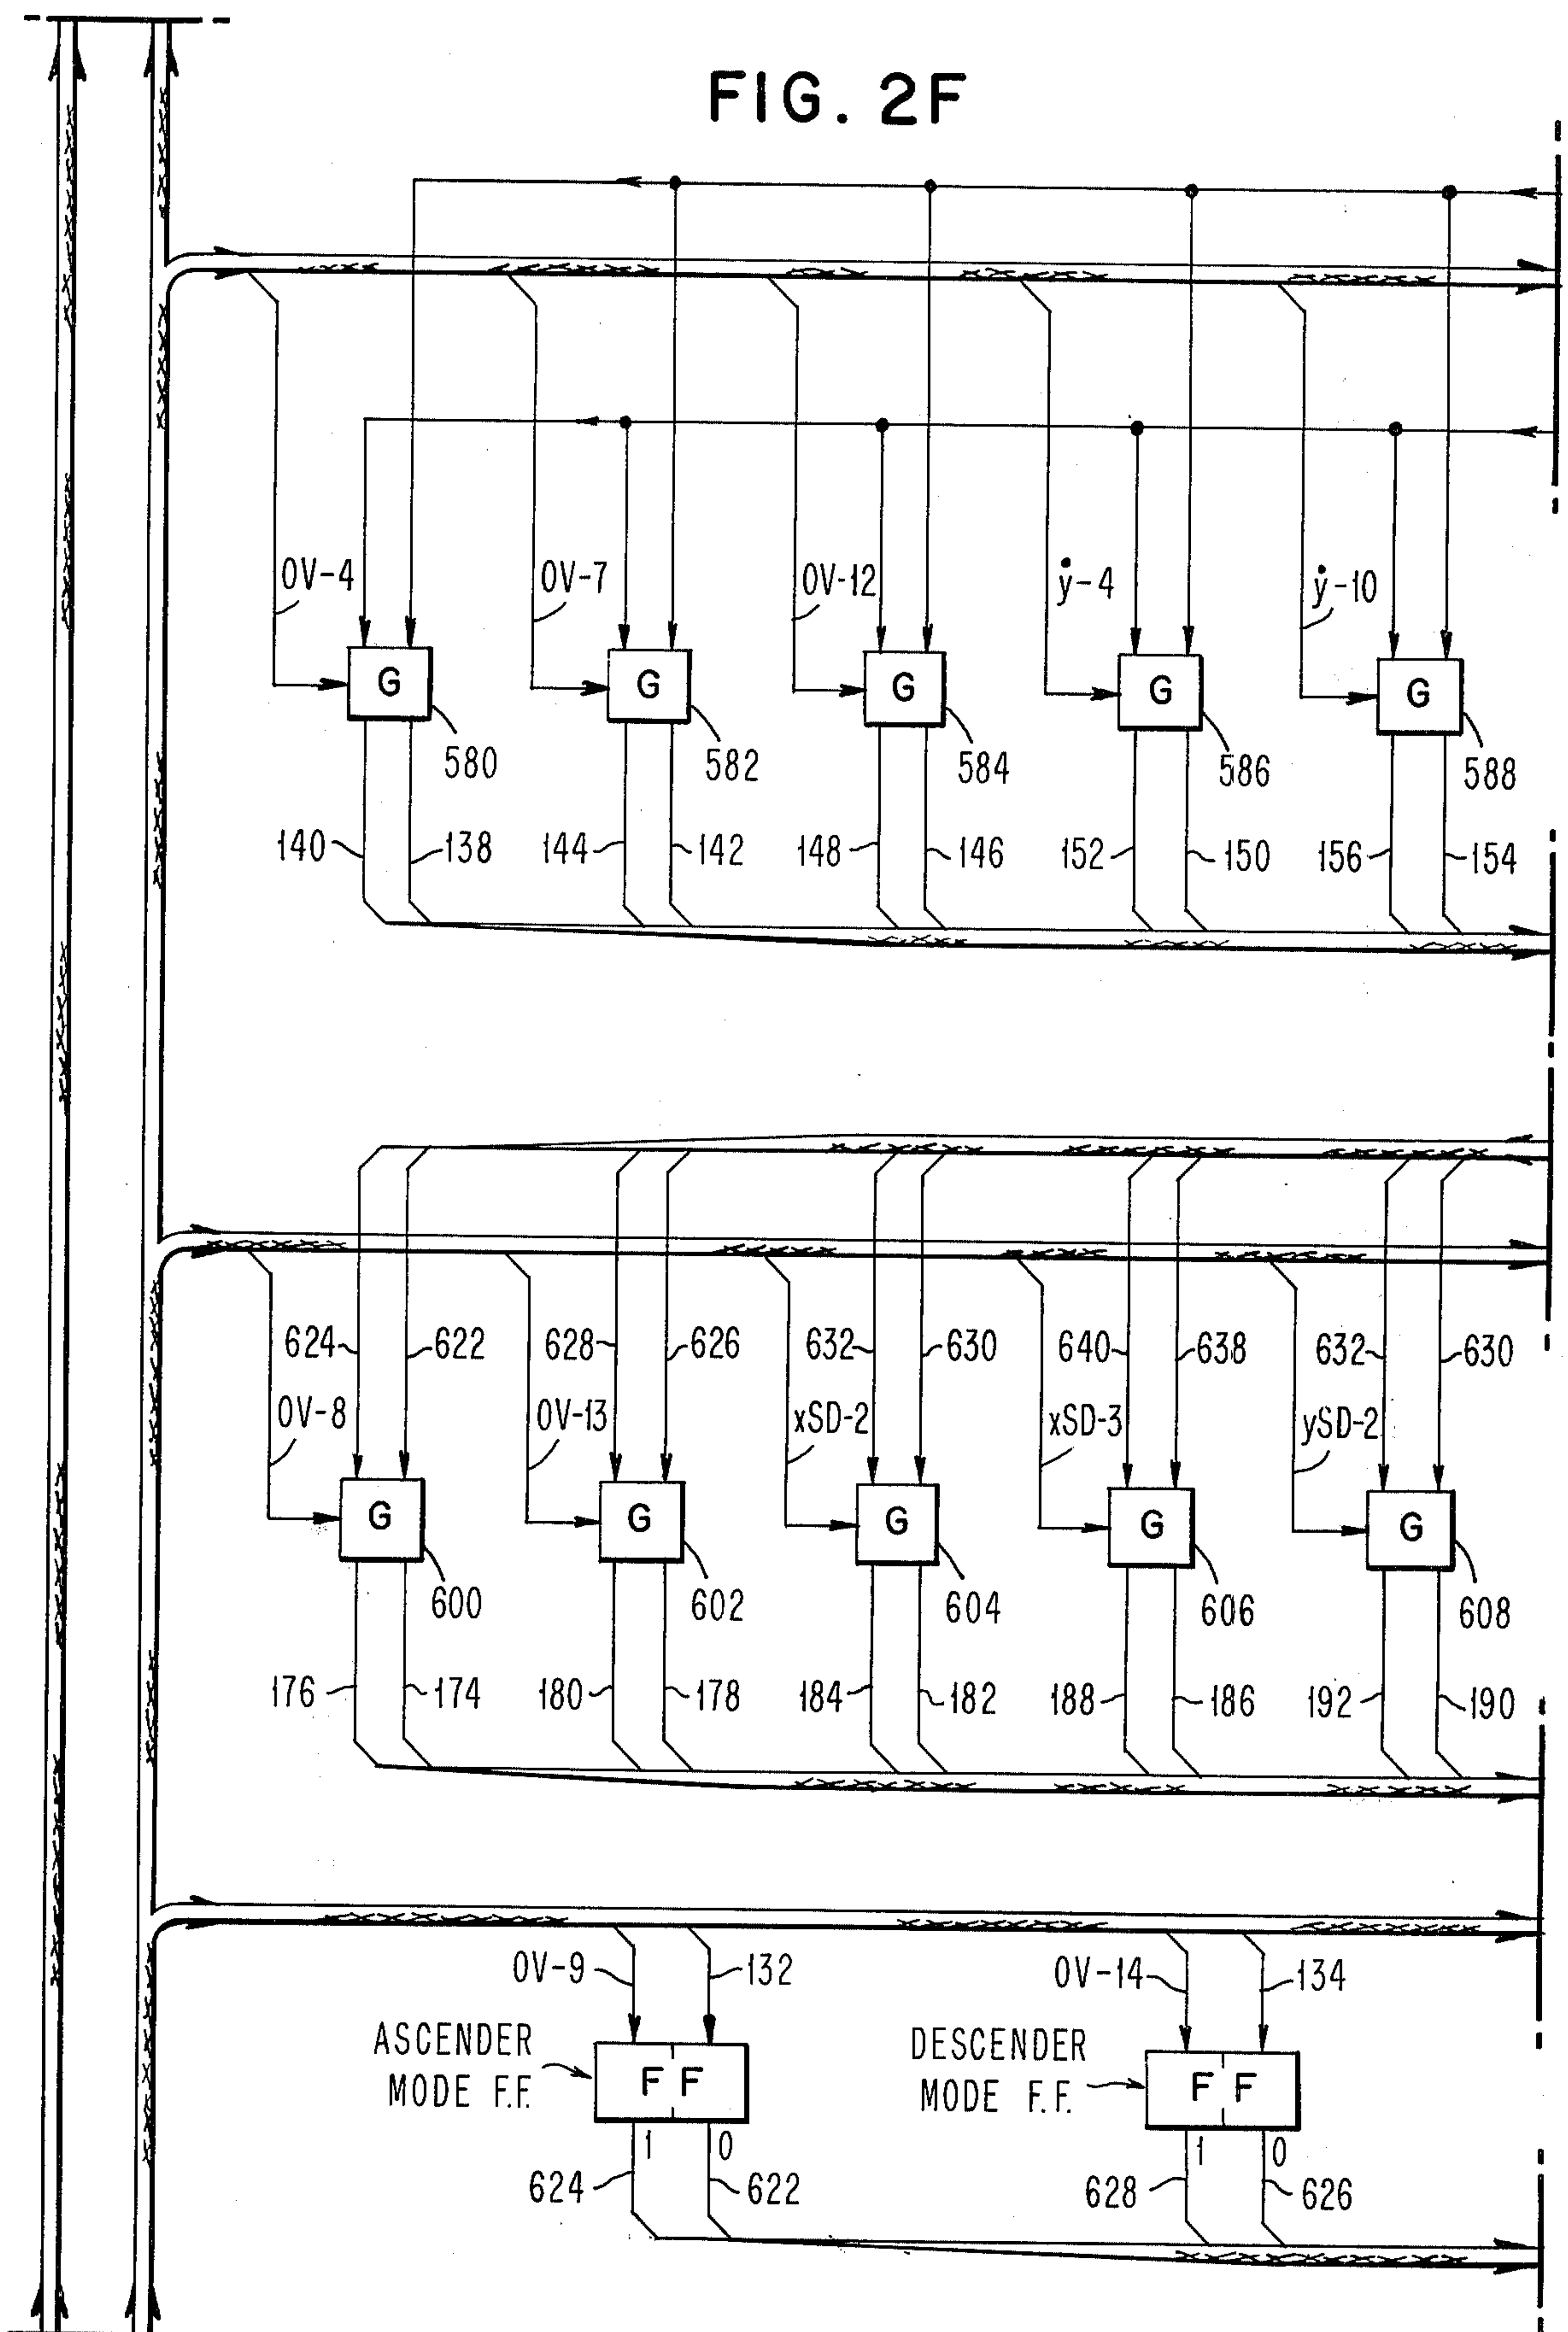 FIG. 2F
OV-4 OV-7 OV-12 ẏ-4 ẏ-10
G G G G G
580 582 584 586 588
140 138 144 142 148 146 152 150 156 154
624 622 628 626 632 630 640 638 632 630
OV-8 OV-13 xSD-2 xSD-3 ySD-2
G G G G G
600 602 604 606 608
176 174 180 178 184 182 188 186 192 190
OV-9 132 OV-14 134
ASCENDER
MODE F.F.
FF
DESCENDER
MODE F.F.
FF
1 0 1 0
624 622 628 626